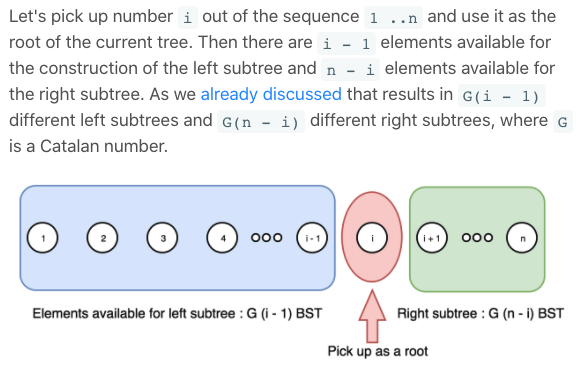 Let's pick up number i out of the sequence 1 ..n and use it as the
root of the current tree. Then there are i - 1 elements available for
the construction of the left subtree and n - i elements available for
the right subtree. As we already discussed that results in G(i - 1)
different left subtrees and G(n - i) different right subtrees, where G
is a Catalan number.
1 2 3 4 ooo i - 1 i i + 1 ooo n
Elements available for left subtree : G (i - 1) BST
Right subtree : G (n - i) BST
Pick up as a root